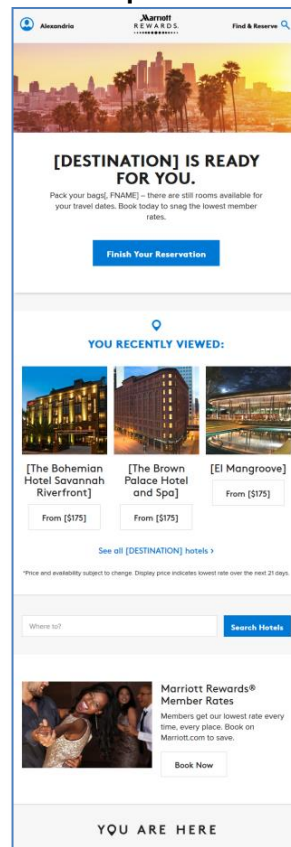 Alexandria
Marriott
REWARDS.
Find & Reserve
[DESTINATION] IS READY
FOR YOU.
Pack your bags[, FNAME] – there are still rooms available for
your travel dates. Book today to snag the lowest member
rates.
Finish Your Reservation
YOU RECENTLY VIEWED:
[The Bohemian
Hotel Savannah
Riverfront]
From [$175]
[The Brown
Palace Hotel
and Spa]
From [$175]
[El Mangroove]
From [$175]
See all [DESTINATION] hotels ›
*Price and availability subject to change. Display price indicates lowest rate over the next 21 days.
Where to?
Search Hotels
Marriott Rewards®
Member Rates
Members get our lowest rate every
time, every place. Book on
Marriott.com to save.
Book Now
YOU ARE HERE